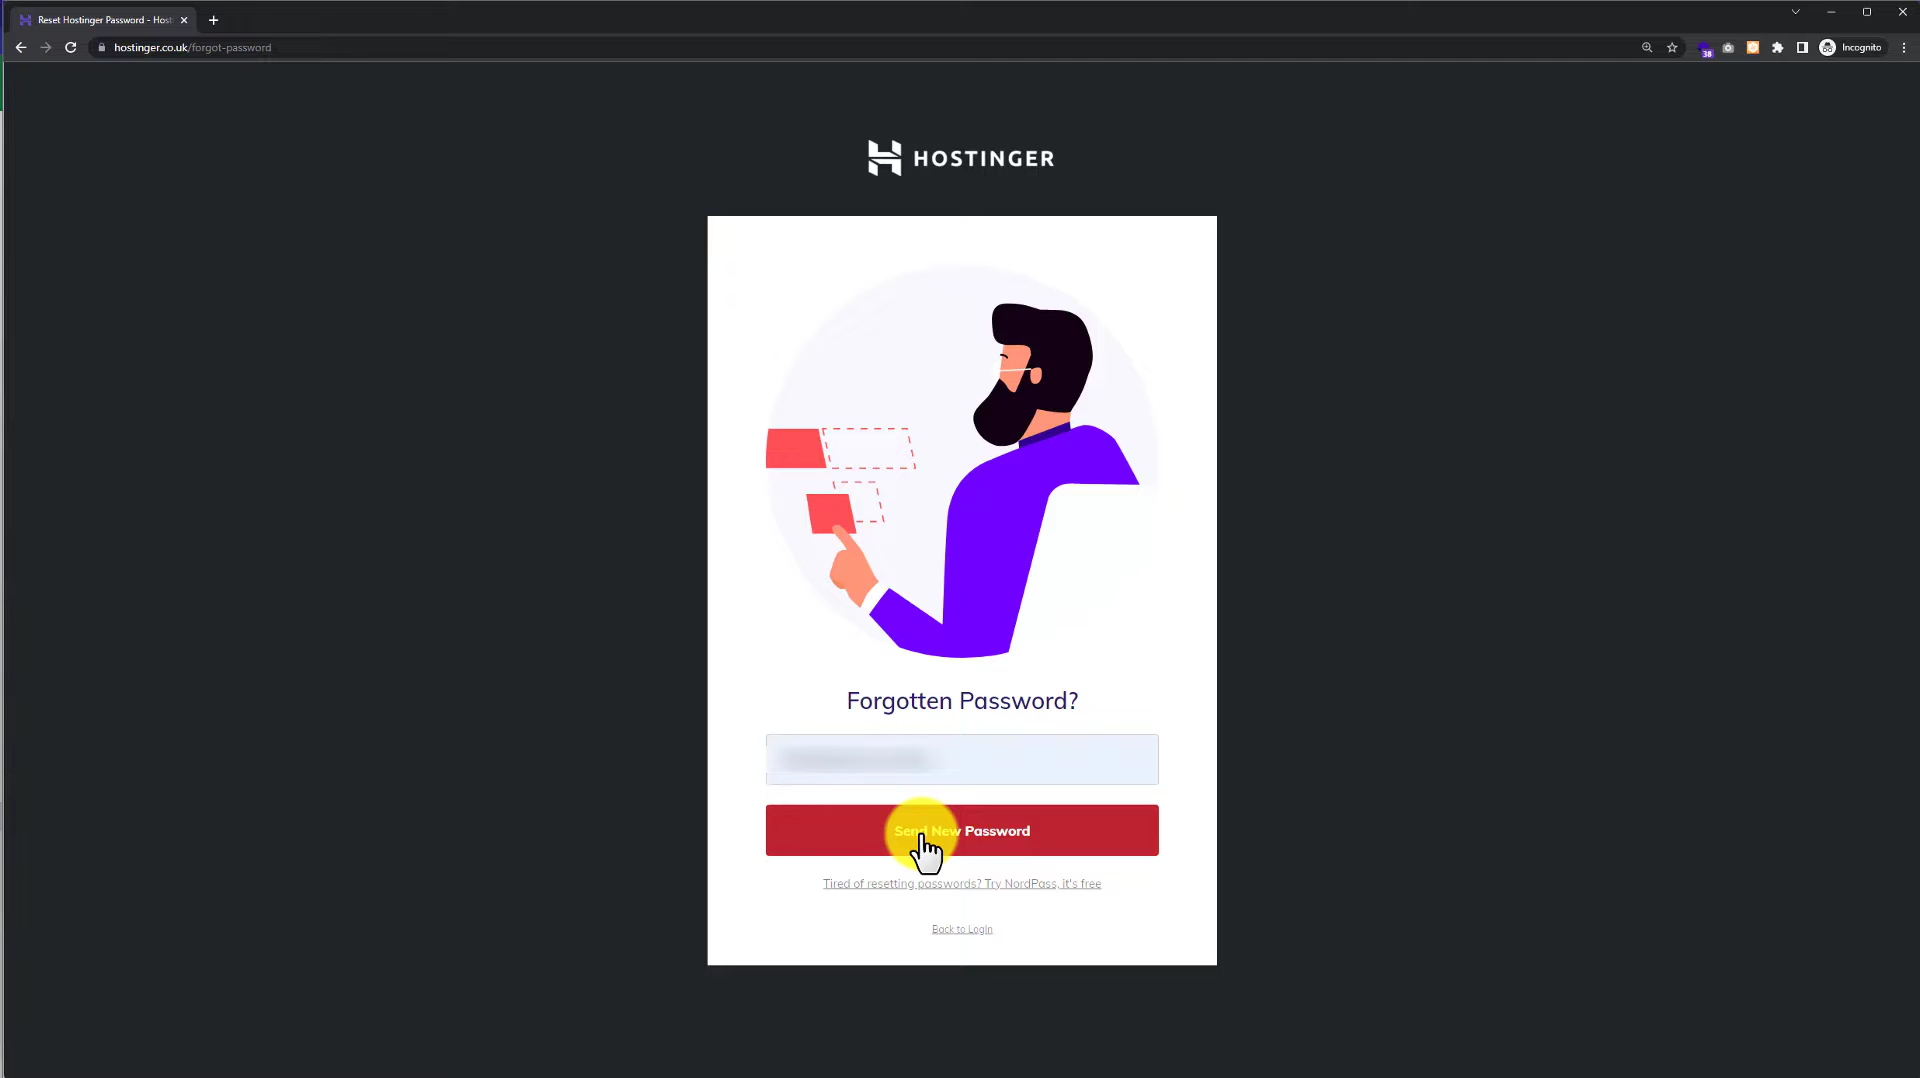 Reset Hostinger Password - Host
hostinger.co.uk/forgot-password
38
Incognito
HOSTINGER
Forgotten Password?
Send New Password
Tired of resetting passwords? Try NordPass, it's free
Back to Login